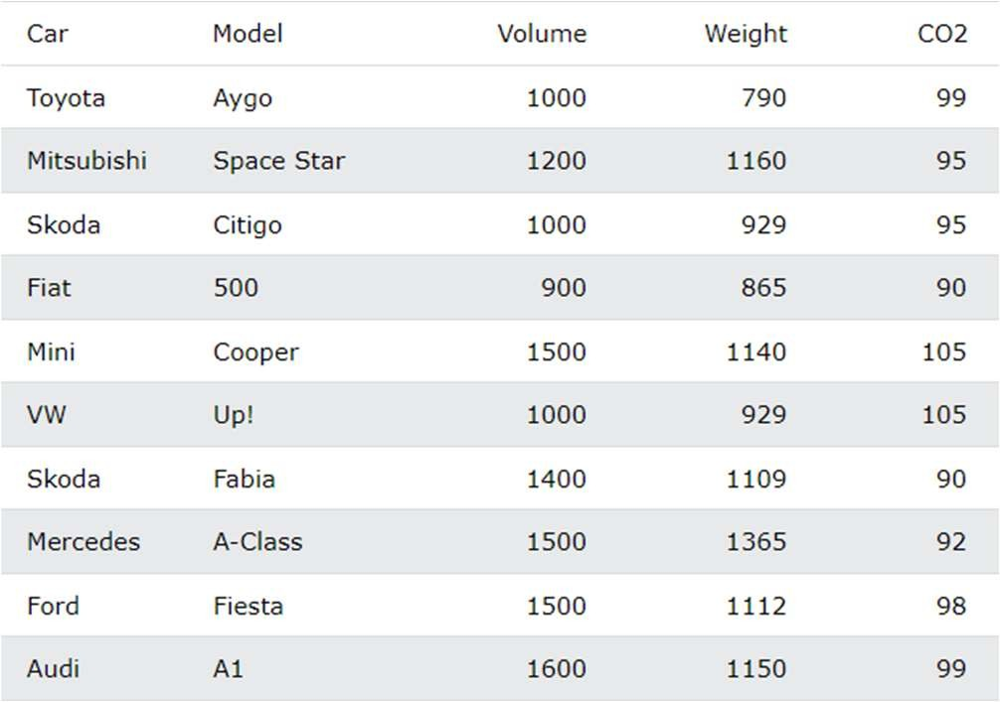 Car Model Volume Weight CO2
Toyota Aygo 1000 790 99
Mitsubishi Space Star 1200 1160 95
Skoda Citigo 1000 929 95
Fiat 500 900 865 90
Mini Cooper 1500 1140 105
VW Up! 1000 929 105
Skoda Fabia 1400 1109 90
Mercedes A-Class 1500 1365 92
Ford Fiesta 1500 1112 98
Audi A1 1600 1150 99